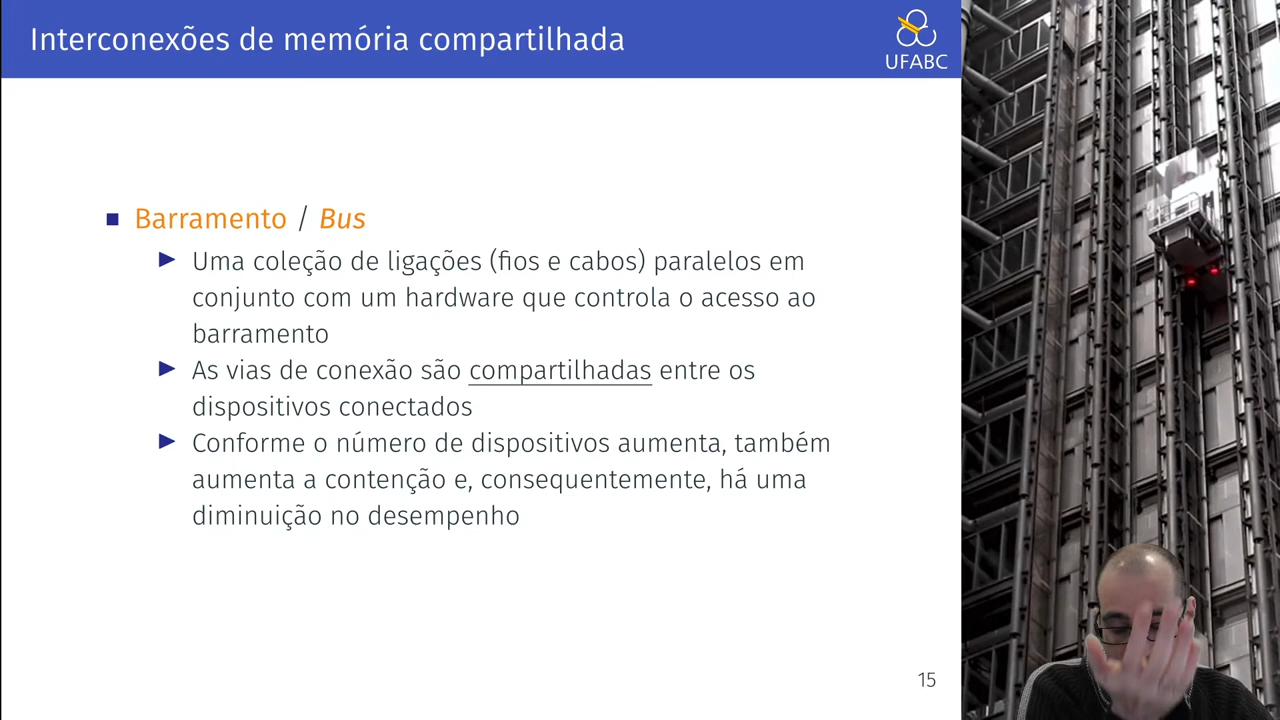 Interconexões de memória compartilhada
UFABC
Barramento / Bus
Uma coleção de ligações (fios e cabos) paralelos em
conjunto com um hardware que controla o acesso ao
barramento
As vias de conexão são compartilhadas entre os
dispositivos conectados
Conforme o número de dispositivos aumenta, também
aumenta a contenção e, consequentemente, há uma
diminuição no desempenho
15